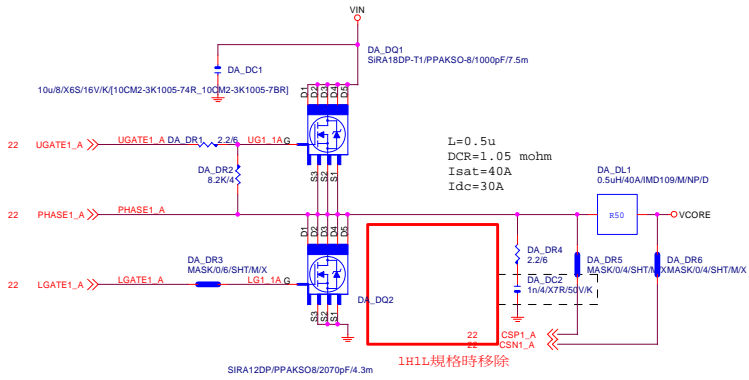 VIN
DA_DQ1
SiRA18DP-T1/PPAKSO-8/1000pF/7.5m
DA_DC1
10u/8/X6S/16V/K/[10CM2-3K1005-74R_10CM2-3K1005-7BR]
D1
D2
D3
D4
D5
22 UGATE1_A UGATE1_A DA_DR1 2.2/6 UG1_1A G
L=0.5u
DCR=1.05 mohm
Isat=40A
Idc=30A
DA_DR2
8.2K/4
S3
S2
S1
DA_DL1
0.5uH/40A/IMD109/M/NP/D
R50
VCORE
22 PHASE1_A PHASE1_A
D1
D2
D3
D4
D5
DA_DR3
MASK/0/6/SHT/M/X
22 LGATE1_A LGATE1_A LG1_1A G
DA_DQ2
S3
S2
S1
DA_DR4
2.2/6
DA_DR5
MASK/0/4/SHT/M/X
DA_DR6
MASK/0/4/SHT/M/X
DA_DC2
1n/4/X7R/50V/K
22 CSP1_A
22 CSN1_A
1H1L規格時移除
SIRA12DP/PPAKSO8/2070pF/4.3m